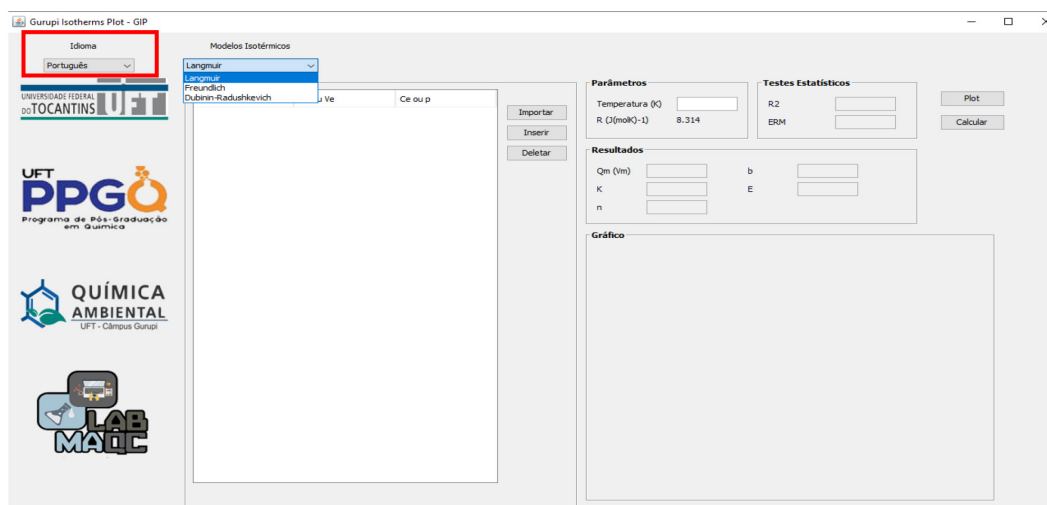 Gurupi Isotherms Plot - GIP
Idioma
Português
Modelos Isotérmicos
Langmuir
Langmuir
Freundlich
Dubinin-Radushkevich
u Ve
Ce ou p
Importar
Inserir
Deletar
Parâmetros
Temperatura (K)
R (J(molK)-1) 8.314
Testes Estatísticos
R2
ERM
Plot
Calcular
Resultados
Qm (Vm)
b
K
E
n
Gráfico
UNIVERSIDADE FEDERAL
DO TOCANTINS UFT
UFT
PPGQ
Programa de Pós-Graduação
em Química
QUÍMICA
AMBIENTAL
UFT - Câmpus Gurupi
LAB
MAQC